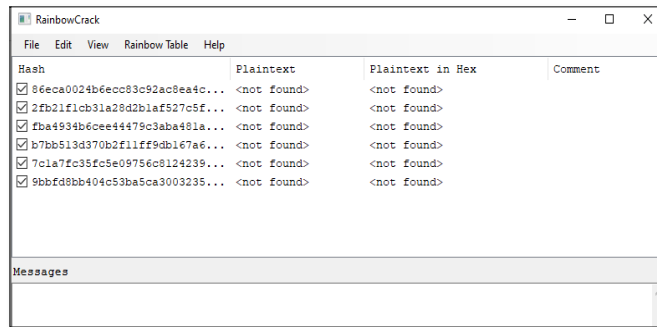 RainbowCrack
File Edit View Rainbow Table Help
Hash Plaintext Plaintext in Hex Comment
86eca0024b6ecc83c92ac8ea4c... <not found> <not found>
2fb21f1cb31a28d2b1af527c5f... <not found> <not found>
fba4934b6cee44479c3aba481a... <not found> <not found>
b7bb513d370b2f11ff9db167a6... <not found> <not found>
7c1a7fc35fc5e09756c8124239... <not found> <not found>
9bbfd8bb404c53ba5ca3003235... <not found> <not found>
Messages